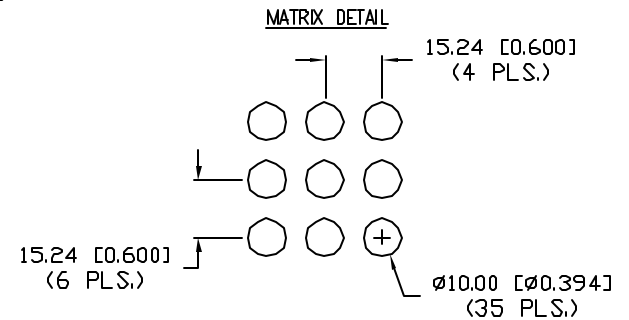 MATRIX DETAIL
15.24 [0.600]
(4 PLS.)
15.24 [0.600]
(6 PLS.)
Ø10.00 [Ø0.394]
(35 PLS.)